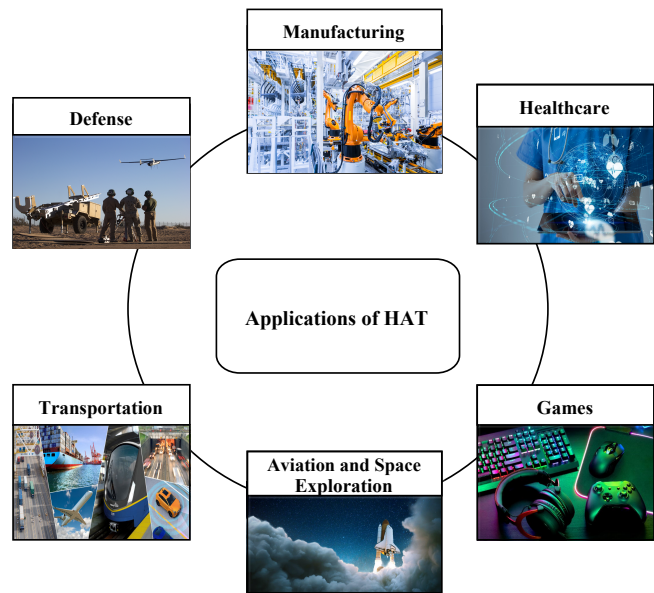 Manufacturing
Defense
Healthcare
Applications of HAT
Transportation
Aviation and Space
Exploration
Games